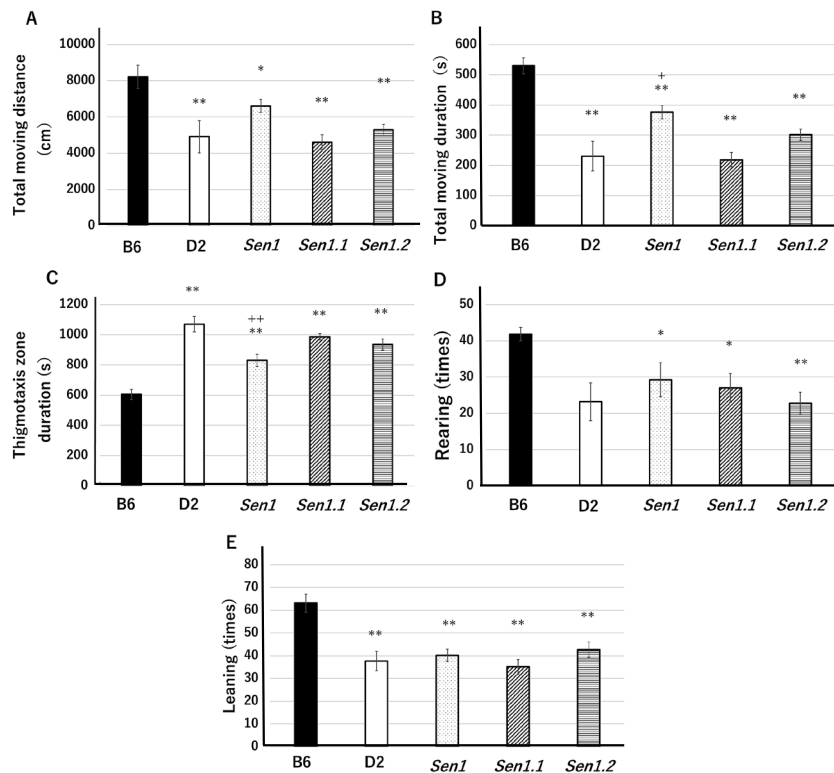 A
Total moving distance
(cm)
10000
8000
6000
4000
2000
0
**
*
**
**
B6
D2
Sen1
Sen1.1
Sen1.2
B
Total moving duration (s)
600
500
400
300
200
100
0
**
+
**
**
**
B6
D2
Sen1
Sen1.1
Sen1.2
C
Thigmotaxis zone
duration (s)
1200
1000
800
600
400
200
0
**
++
**
**
**
B6
D2
Sen1
Sen1.1
Sen1.2
D
Rearing (times)
50
40
30
20
10
0
*
*
**
B6
D2
Sen1
Sen1.1
Sen1.2
E
Leaning (times)
80
70
60
50
40
30
20
10
0
**
**
**
**
B6
D2
Sen1
Sen1.1
Sen1.2